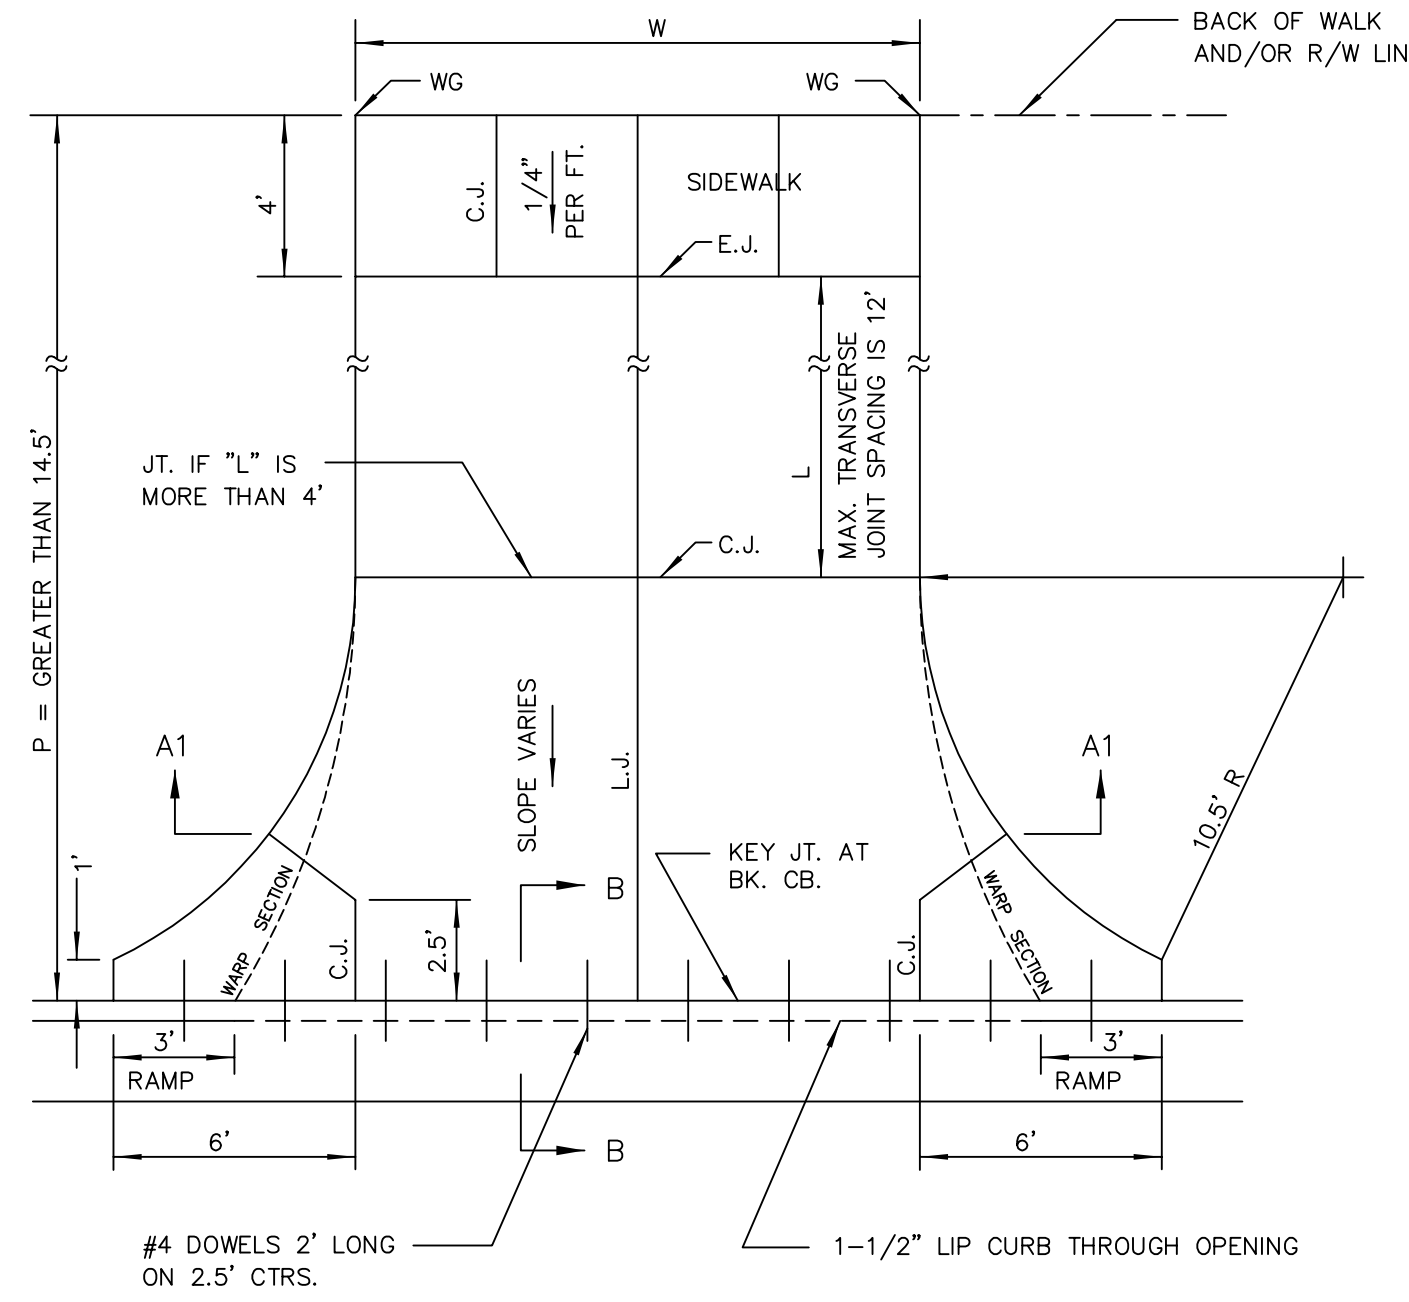 W
BACK OF WALK
AND/OR R/W LIN
WG
WG
4'
C.J.
1/4"
PER FT.
SIDEWALK
E.J.
P = GREATER THAN 14.5'
JT. IF "L" IS
MORE THAN 4'
L
MAX. TRANSVERSE
JOINT SPACING IS 12'
C.J.
A1
A1
SLOPE VARIES
L.J.
10.5' R
1'
WARP SECTION
C.J.
2.5'
B
KEY JT. AT
BK. CB.
C.J.
WARP SECTION
3'
RAMP
3'
RAMP
6'
B
6'
#4 DOWELS 2' LONG
ON 2.5' CTRS.
1-1/2" LIP CURB THROUGH OPENING